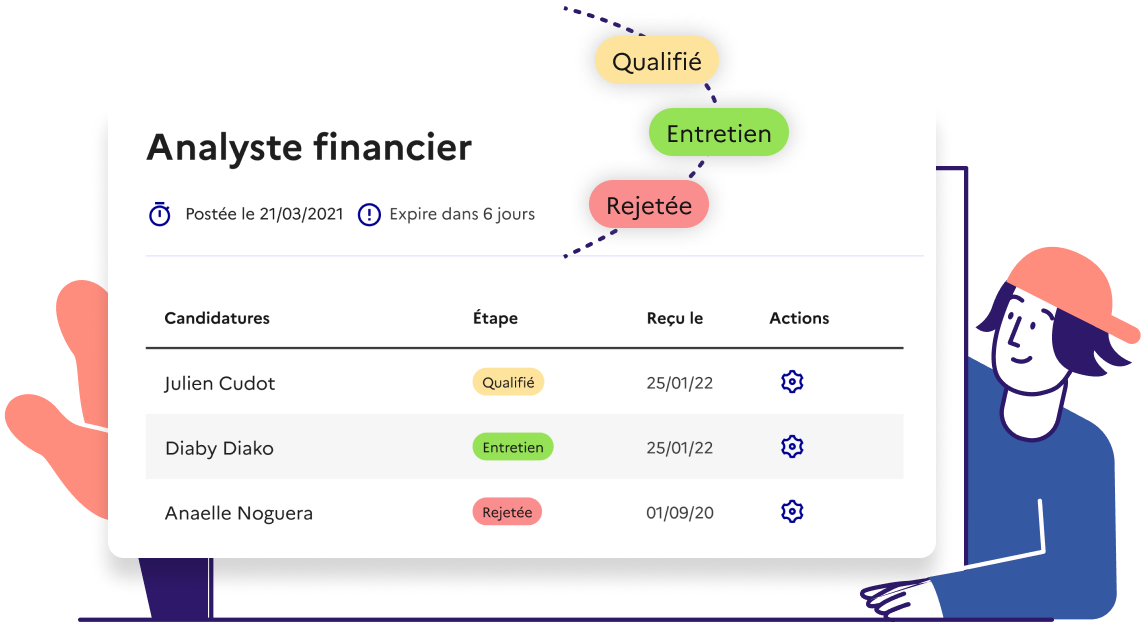 Qualifié
Entretien
Analyste financier
Rejetée
Postée le 21/03/2021 Expire dans 6 jours
Candidatures Étape Reçu le Actions
Julien Cudot Qualifié 25/01/22
Diaby Diako Entretien 25/01/22
Anaelle Noguera Rejetée 01/09/20